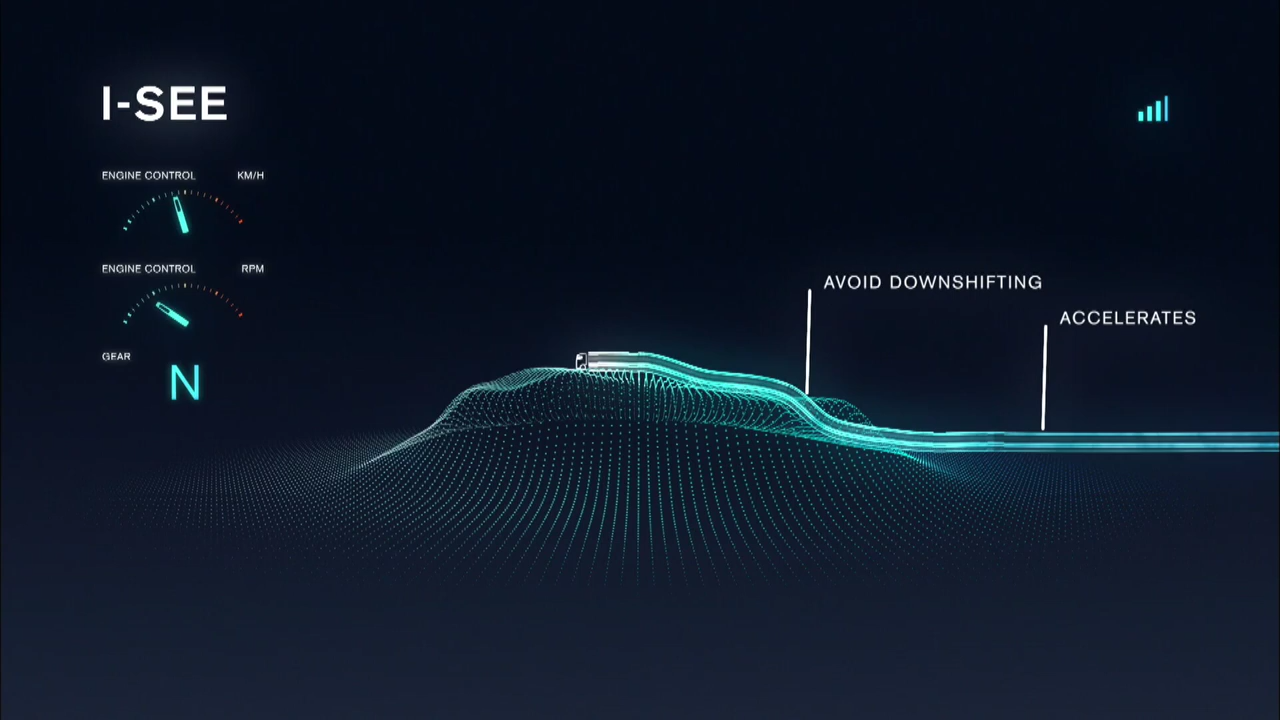 I-SEE
ENGINE CONTROL KM/H
ENGINE CONTROL RPM
GEAR
N
AVOID DOWNSHIFTING
ACCELERATES